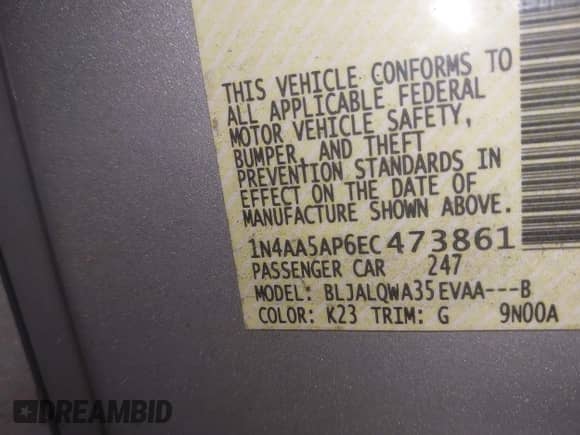 THIS VEHICLE CONFORMS TO
ALL APPLICABLE FEDERAL
MOTOR VEHICLE SAFETY,
BUMPER, AND THEFT
PREVENTION STANDARDS IN
EFFECT ON THE DATE OF
MANUFACTURE SHOWN ABOVE.
1N4AA5AP6EC473861
PASSENGER CAR 247
MODEL: BLJALQWA35EVAA---B
COLOR: K23 TRIM: G 9N00A
DREAMBID